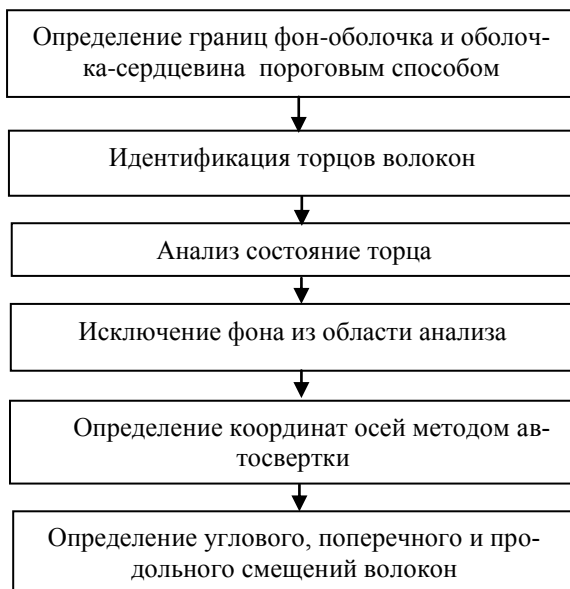 Определение границ фон-оболочка и оболоч-
ка-сердцевина пороговым способом
Идентификация торцов волокон
Анализ состояние торца
Исключение фона из области анализа
Определение координат осей методом ав-
тосвертки
Определение углового, поперечного и про-
дольного смещений волокон